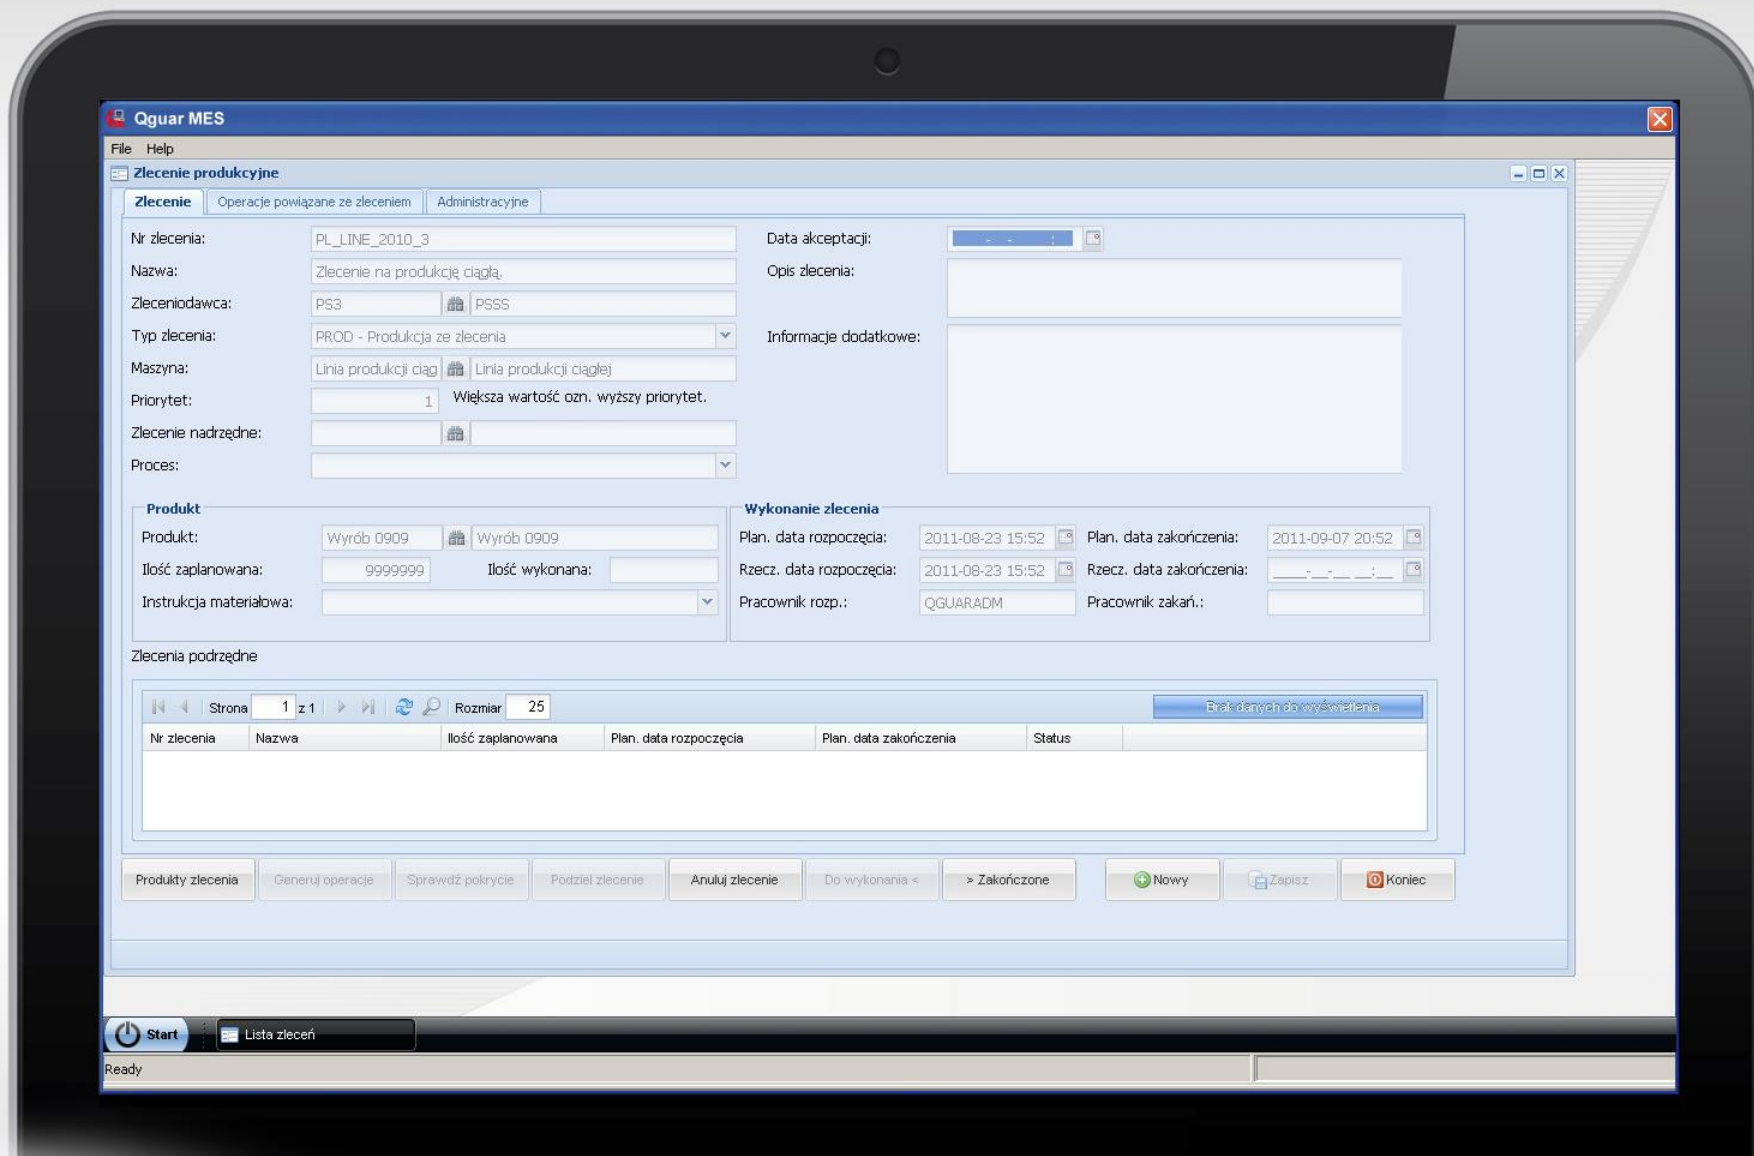 Qguar MES
File Help
Zlecenie produkcyjne
Zlecenie Operacje powiązane ze zleceniem Administracyjne
Nr zlecenia: PL_LINE_2010_3 Data akceptacji: - - :
Nazwa: Zlecenie na produkcję ciągłą. Opis zlecenia:
Zleceniodawca: PS3 PSSS
Typ zlecenia: PROD - Produkcja ze zlecenia Informacje dodatkowe:
Maszyna: Linia produkcji ciąg Linia produkcji ciągłej
Priorytet: 1 Większa wartość ozn. wyższy priorytet.
Zlecenie nadrzędne:
Proces:
Produkt Wykonanie zlecenia
Produkt: Wyrób 0909 Wyrób 0909 Plan. data rozpoczęcia: 2011-08-23 15:52 Plan. data zakończenia: 2011-09-07 20:52
Ilość zaplanowana: 9999999 Ilość wykonana: Rzecz. data rozpoczęcia: 2011-08-23 15:52 Rzecz. data zakończenia: ____-__-__ __:__
Instrukcja materiałowa: Pracownik rozp.: QGUARADM Pracownik zakań.:
Zlecenia podrzędne
Strona 1 z 1 Rozmiar 25 Brak danych do wyświetlenia
Nr zlecenia Nazwa Ilość zaplanowana Plan. data rozpoczęcia Plan. data zakończenia Status
Produkty zlecenia Generuj operacje Sprawdź pokrycie Podziel zlecenie Anuluj zlecenie Do wykonania < > Zakończone Nowy Zapisz Koniec
Start Lista zleceń
Ready